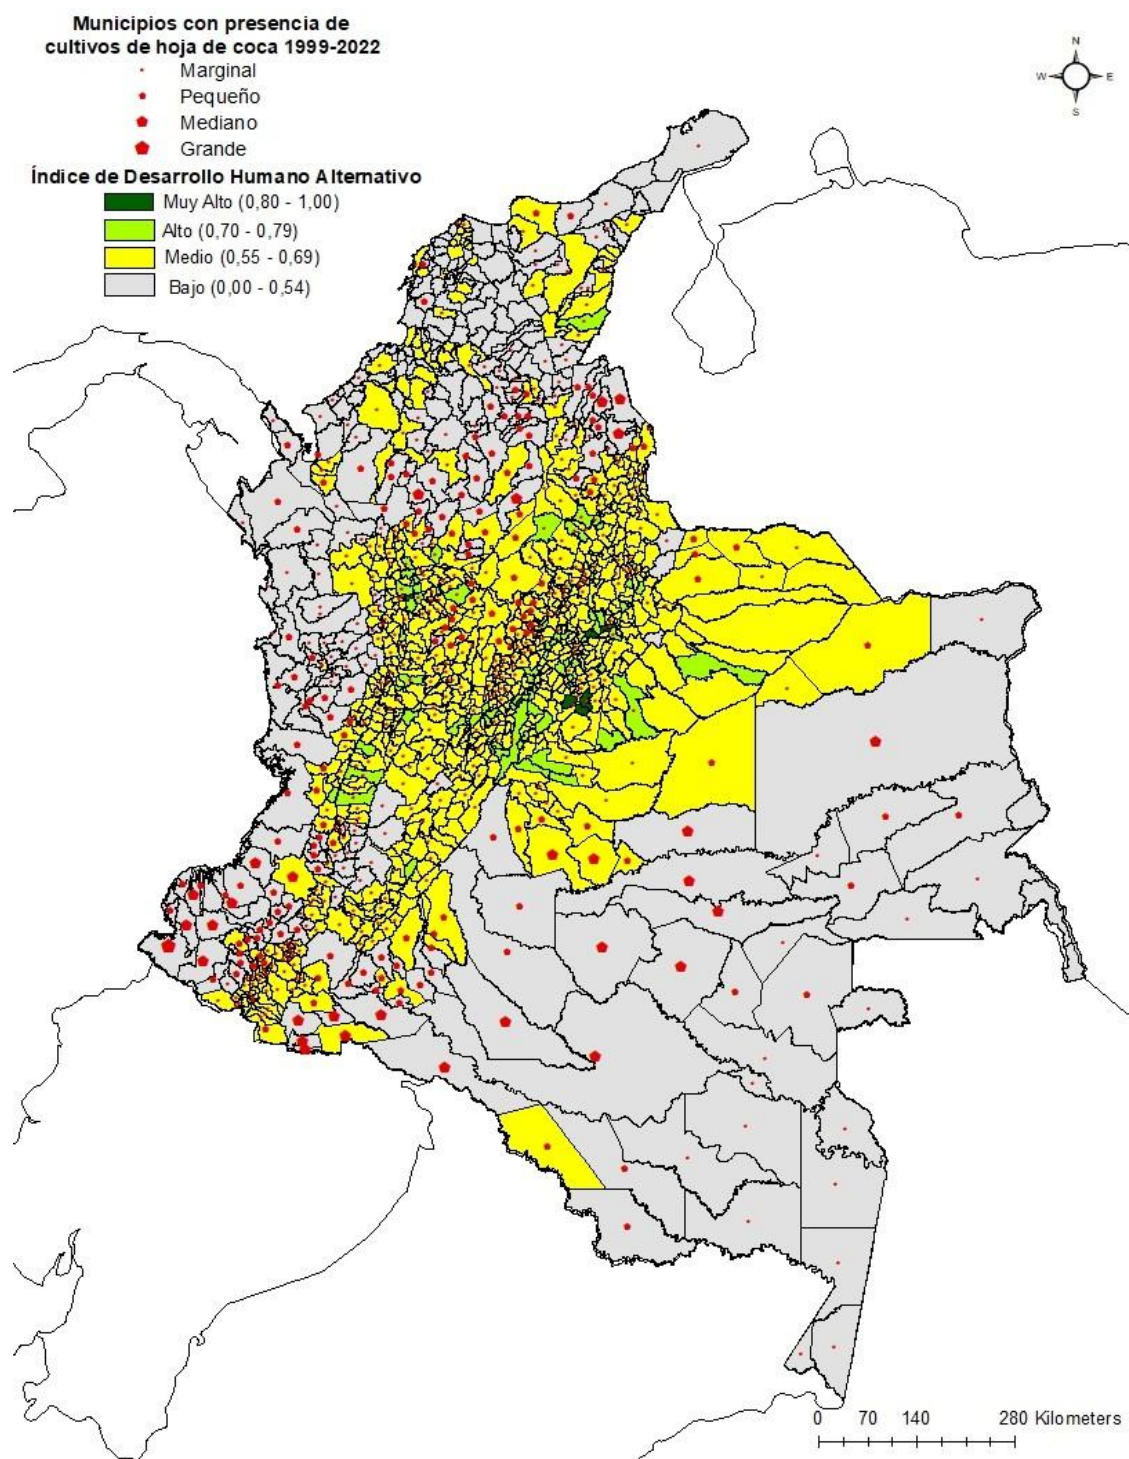 Municipios con presencia de
cultivos de hoja de coca 1999-2022
Marginal
Pequeño
Mediano
Grande
Índice de Desarrollo Humano Alternativo
Muy Alto (0,80 - 1,00)
Alto (0,70 - 0,79)
Medio (0,55 - 0,69)
Bajo (0,00 - 0,54)
N
W E
S
0 70 140 280 Kilometers